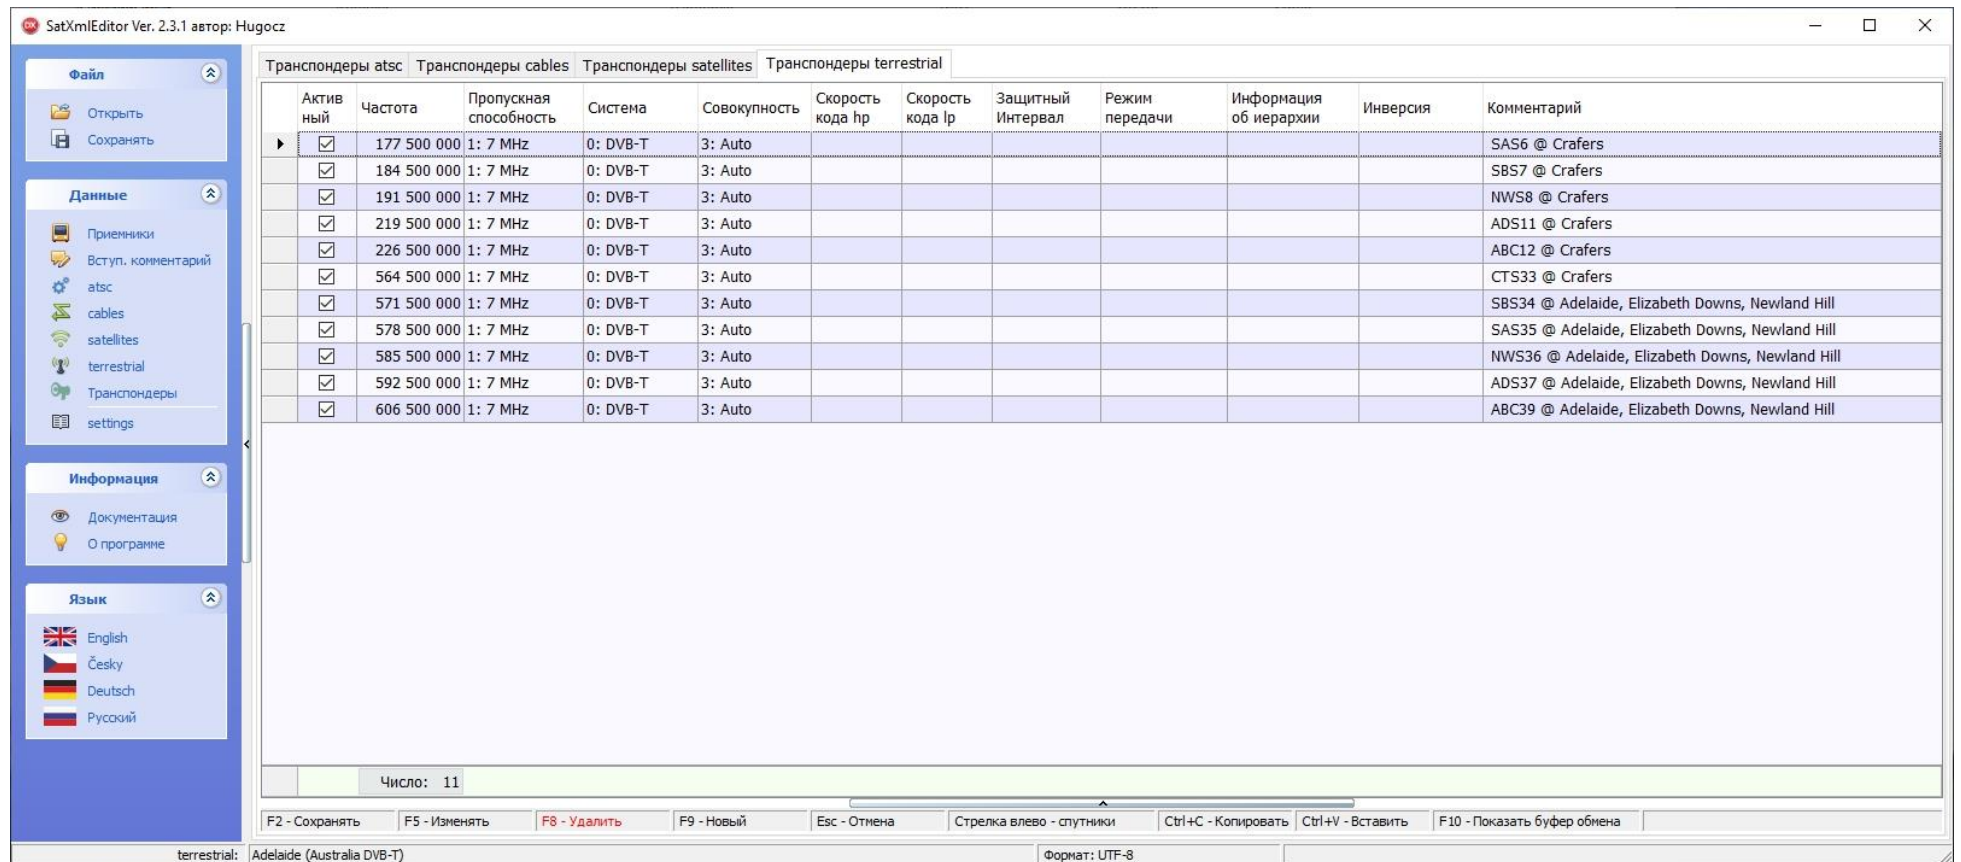 SatXmlEditor Ver. 2.3.1 автор: Hugocz
Файл
Открыть
Сохранять
Данные
Приемники
Вступ. комментарий
atsc
cables
satellites
terrestrial
Транспондеры
settings
Информация
Документация
О программе
Язык
English
Česky
Deutsch
Русский
Транспондеры atsc Транспондеры cables Транспондеры satellites Транспондеры terrestrial
Актив Частота Пропускная Система Совокупность Скорость Скорость Защитный Режим Информация Инверсия Комментарий
ный способность кода hp кода lp Интервал передачи об иерархии
177 500 000 1: 7 MHz 0: DVB-T 3: Auto SAS6 @ Crafers
184 500 000 1: 7 MHz 0: DVB-T 3: Auto SBS7 @ Crafers
191 500 000 1: 7 MHz 0: DVB-T 3: Auto NWS8 @ Crafers
219 500 000 1: 7 MHz 0: DVB-T 3: Auto ADS11 @ Crafers
226 500 000 1: 7 MHz 0: DVB-T 3: Auto ABC12 @ Crafers
564 500 000 1: 7 MHz 0: DVB-T 3: Auto CTS33 @ Crafers
571 500 000 1: 7 MHz 0: DVB-T 3: Auto SBS34 @ Adelaide, Elizabeth Downs, Newland Hill
578 500 000 1: 7 MHz 0: DVB-T 3: Auto SAS35 @ Adelaide, Elizabeth Downs, Newland Hill
585 500 000 1: 7 MHz 0: DVB-T 3: Auto NWS36 @ Adelaide, Elizabeth Downs, Newland Hill
592 500 000 1: 7 MHz 0: DVB-T 3: Auto ADS37 @ Adelaide, Elizabeth Downs, Newland Hill
606 500 000 1: 7 MHz 0: DVB-T 3: Auto ABC39 @ Adelaide, Elizabeth Downs, Newland Hill
Число: 11
F2 - Сохранять F5 - Изменять F8 - Удалить F9 - Новый Esc - Отмена Стрелка влево - спутники Ctrl+C - Копировать Ctrl+V - Вставить F10 - Показать буфер обмена
terrestrial: Adelaide (Australia DVB-T) Формат: UTF-8